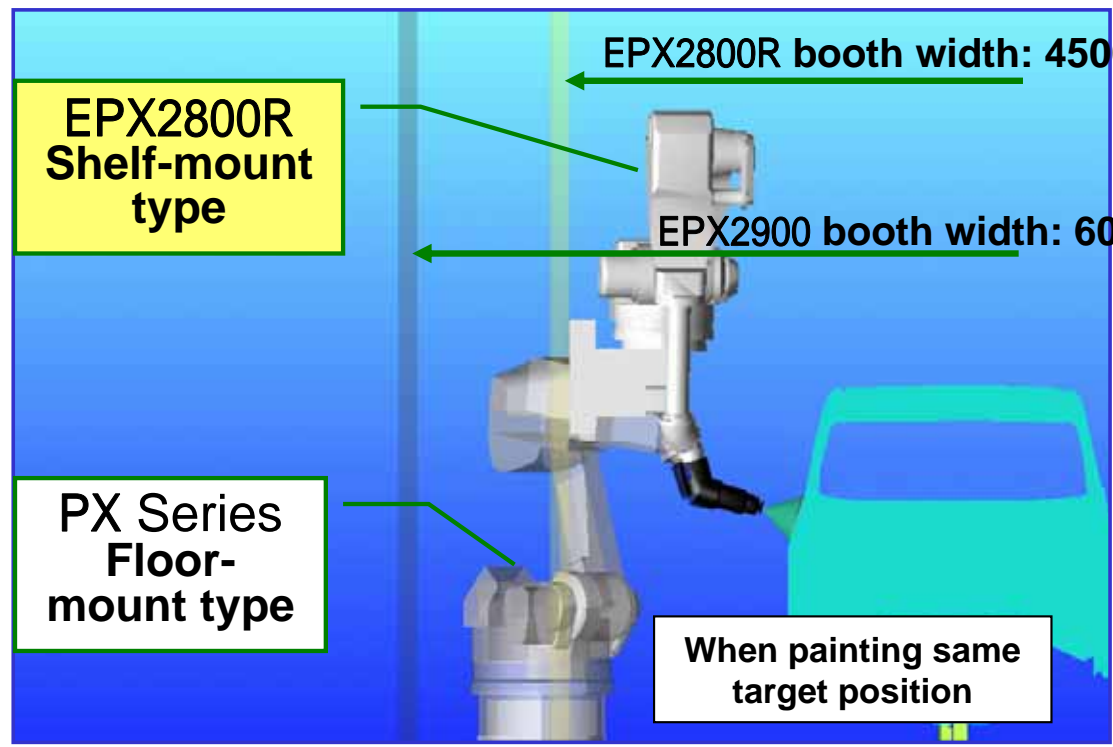 EPX2800R booth width: 450
EPX2800R
Shelf-mount
type
EPX2900 booth width: 60
PX Series
Floor-
mount type
When painting same
target position